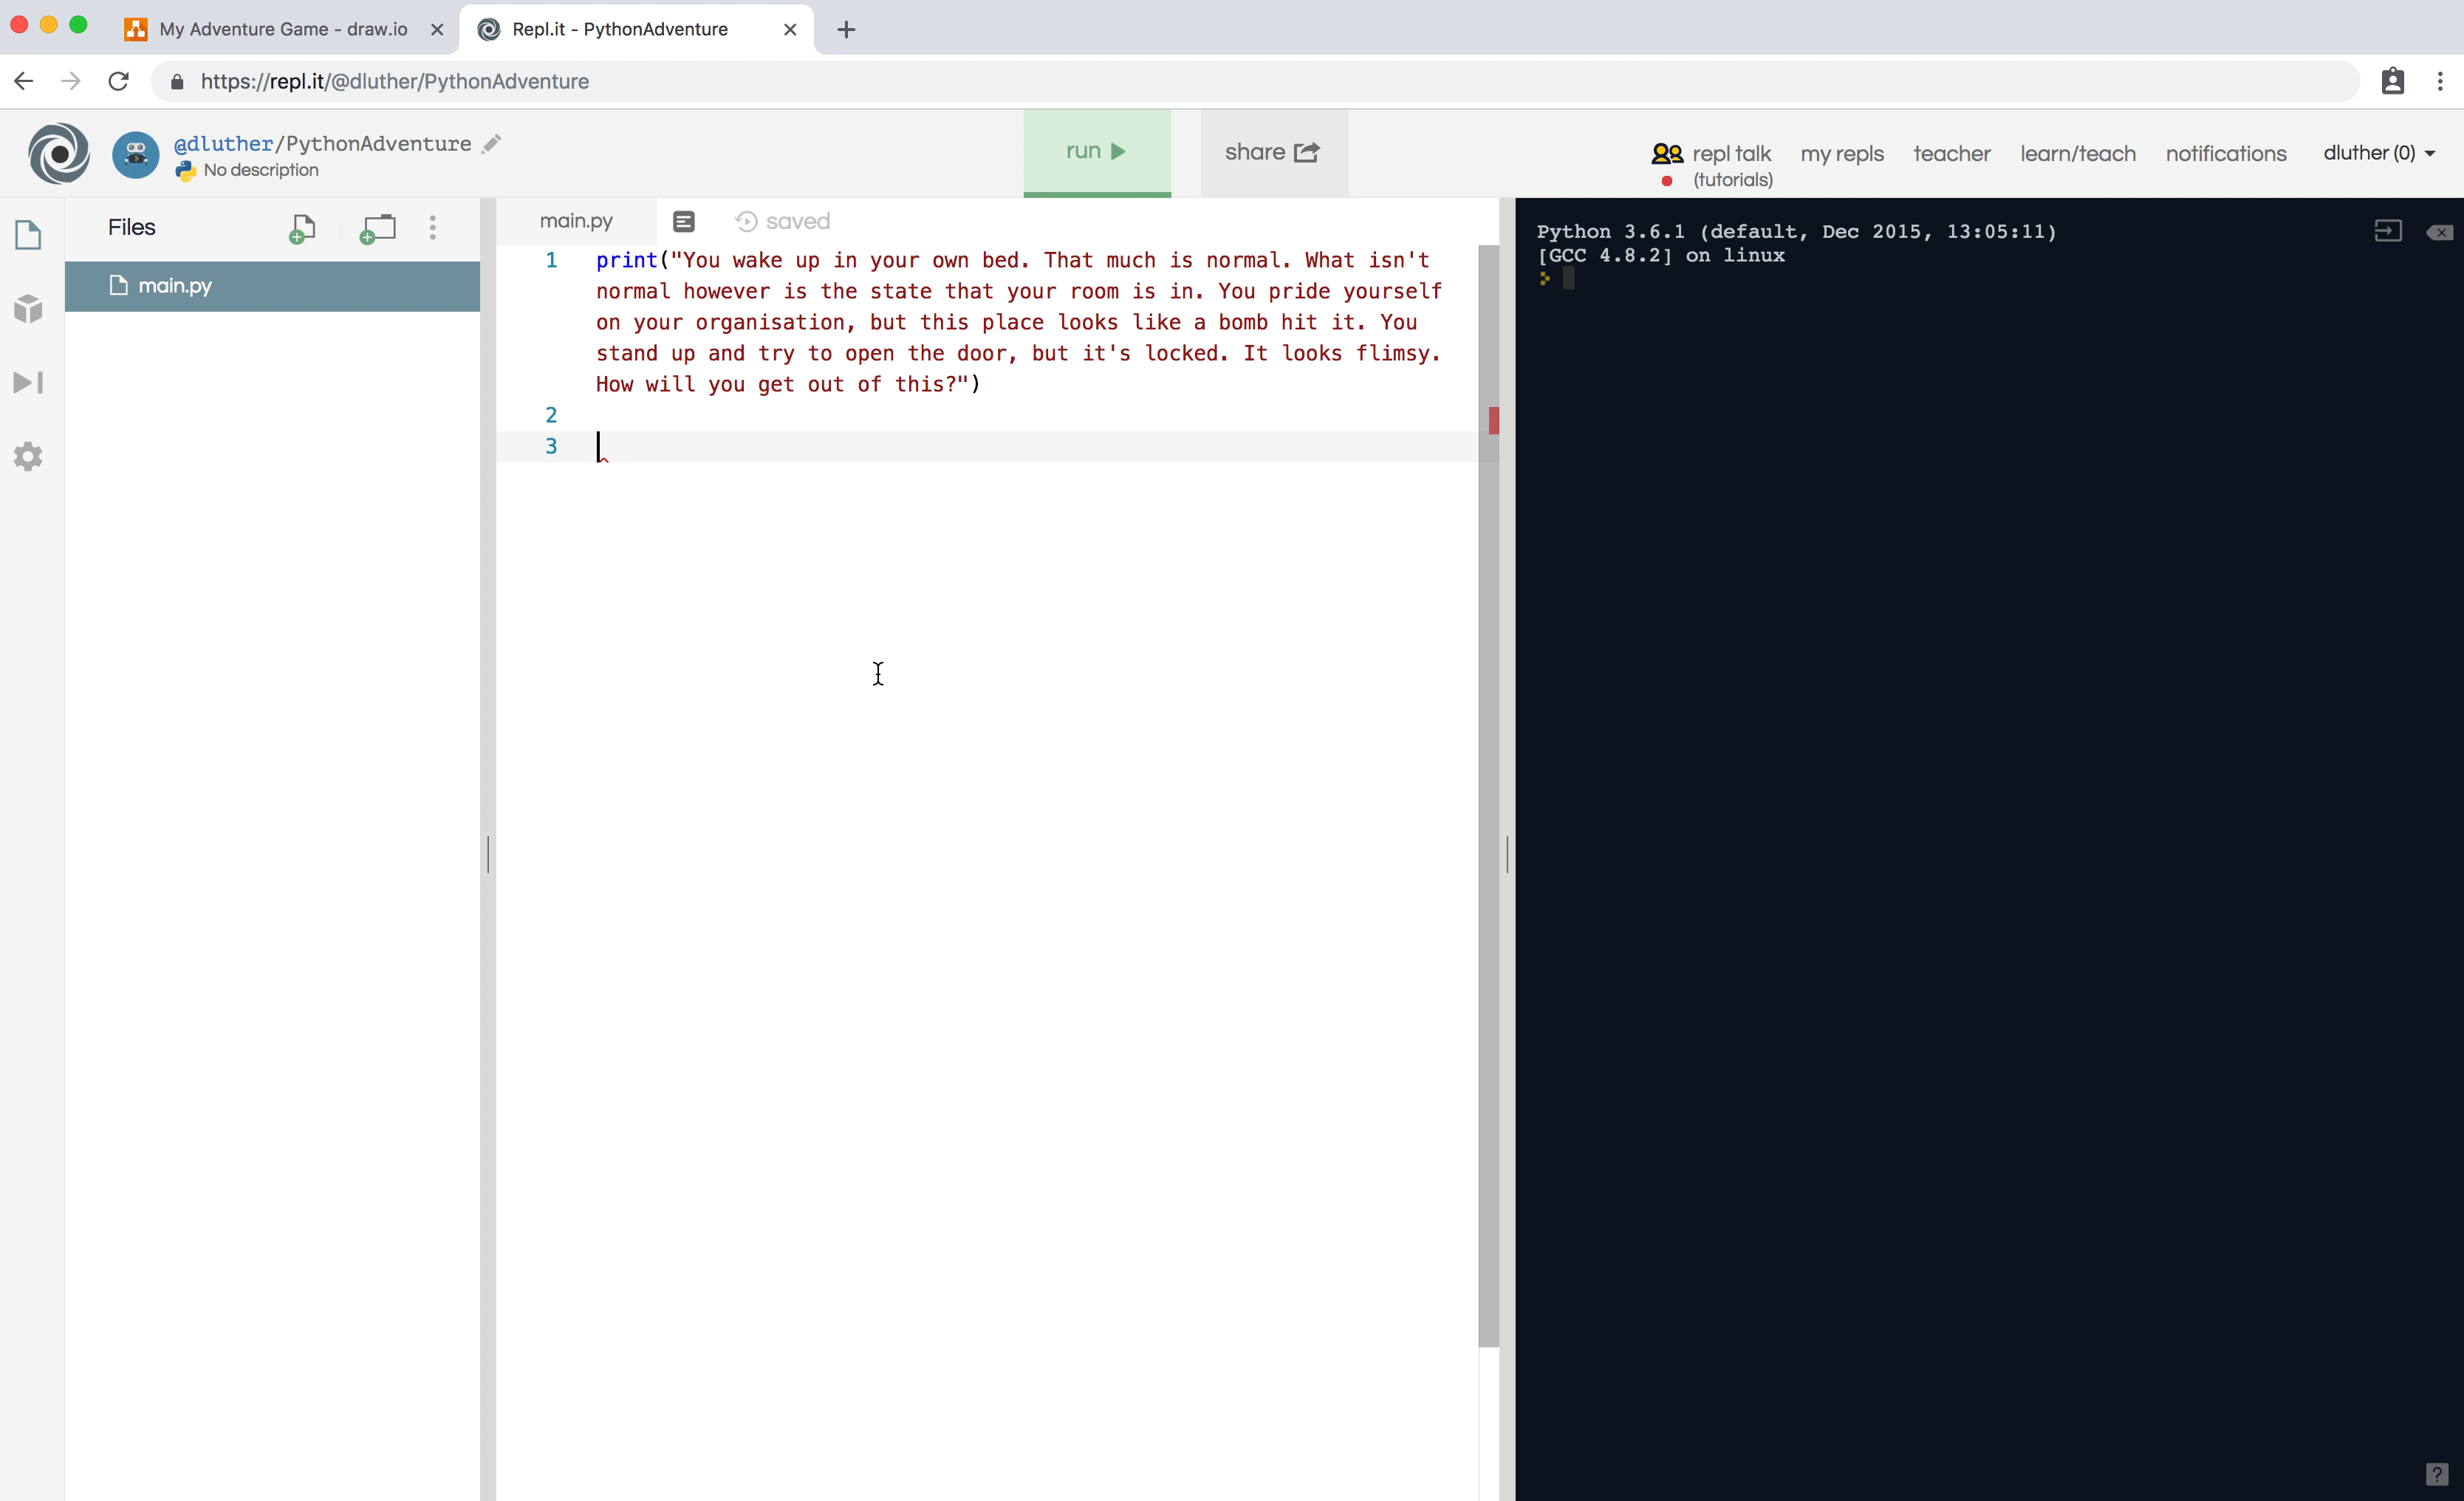 My Adventure Game - draw.io
Repl.it - PythonAdventure
https://repl.it/@dluther/PythonAdventure
@dluther/PythonAdventure
No description
run
share
repl talk
(tutorials)
my repls
teacher
learn/teach
notifications
dluther (0)
Files
main.py
main.py
saved
1 print("You wake up in your own bed. That much is normal. What isn't
normal however is the state that your room is in. You pride yourself
on your organisation, but this place looks like a bomb hit it. You
stand up and try to open the door, but it's locked. It looks flimsy.
How will you get out of this?")
2
3
Python 3.6.1 (default, Dec 2015, 13:05:11)
[GCC 4.8.2] on linux
?